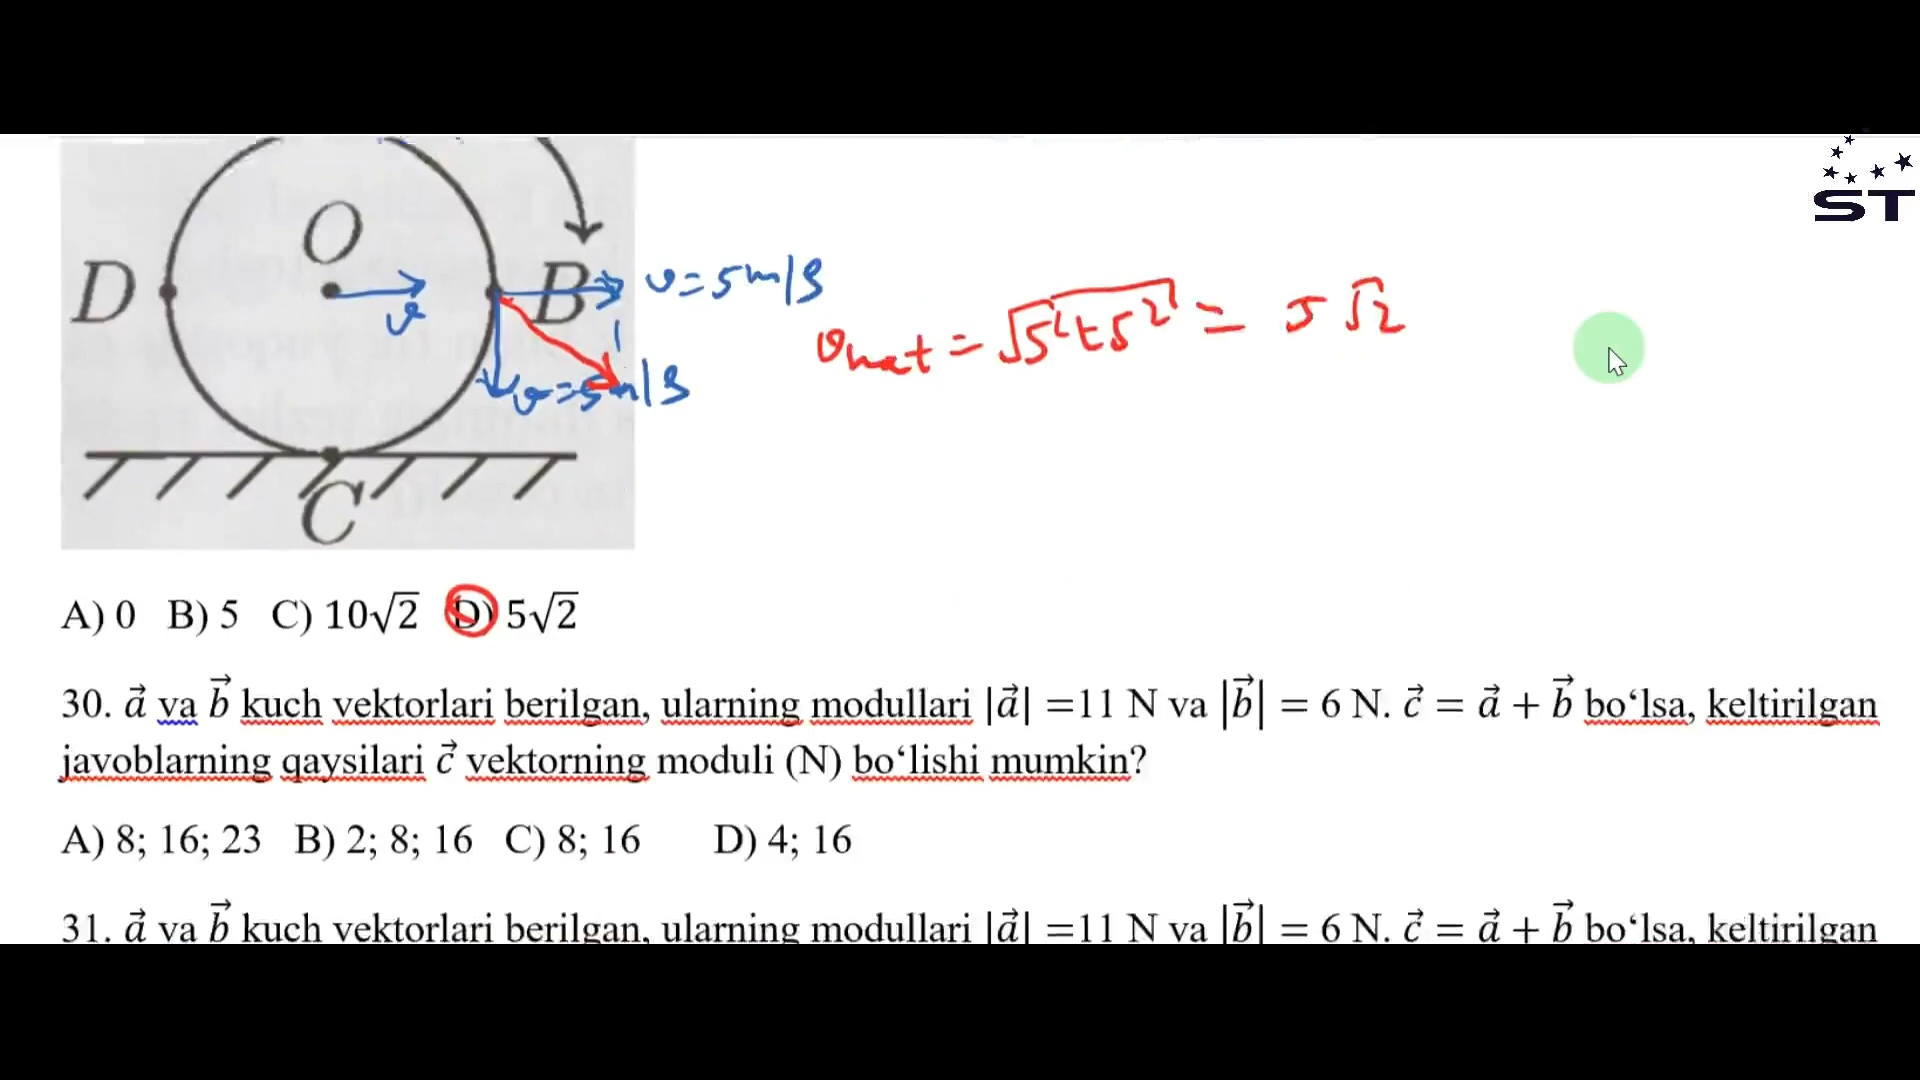 ST
O
D
B
C
υ
υ = 5 m/s
υ = 5 m/s
υnat = √5² + 5² = 5 √2
A) 0 B) 5 C) 10√2 D) 5√2
30. a⃗ va b⃗ kuch vektorlari berilgan, ularning modullari |a⃗| =11 N va |b⃗| = 6 N. c⃗ = a⃗ + b⃗ bo‘lsa, keltirilgan
javoblarning qaysilari c⃗ vektorning moduli (N) bo‘lishi mumkin?
A) 8; 16; 23 B) 2; 8; 16 C) 8; 16 D) 4; 16
31. a⃗ va b⃗ kuch vektorlari berilgan, ularning modullari |a⃗| =11 N va |b⃗| = 6 N. c⃗ = a⃗ + b⃗ bo‘lsa, keltirilgan